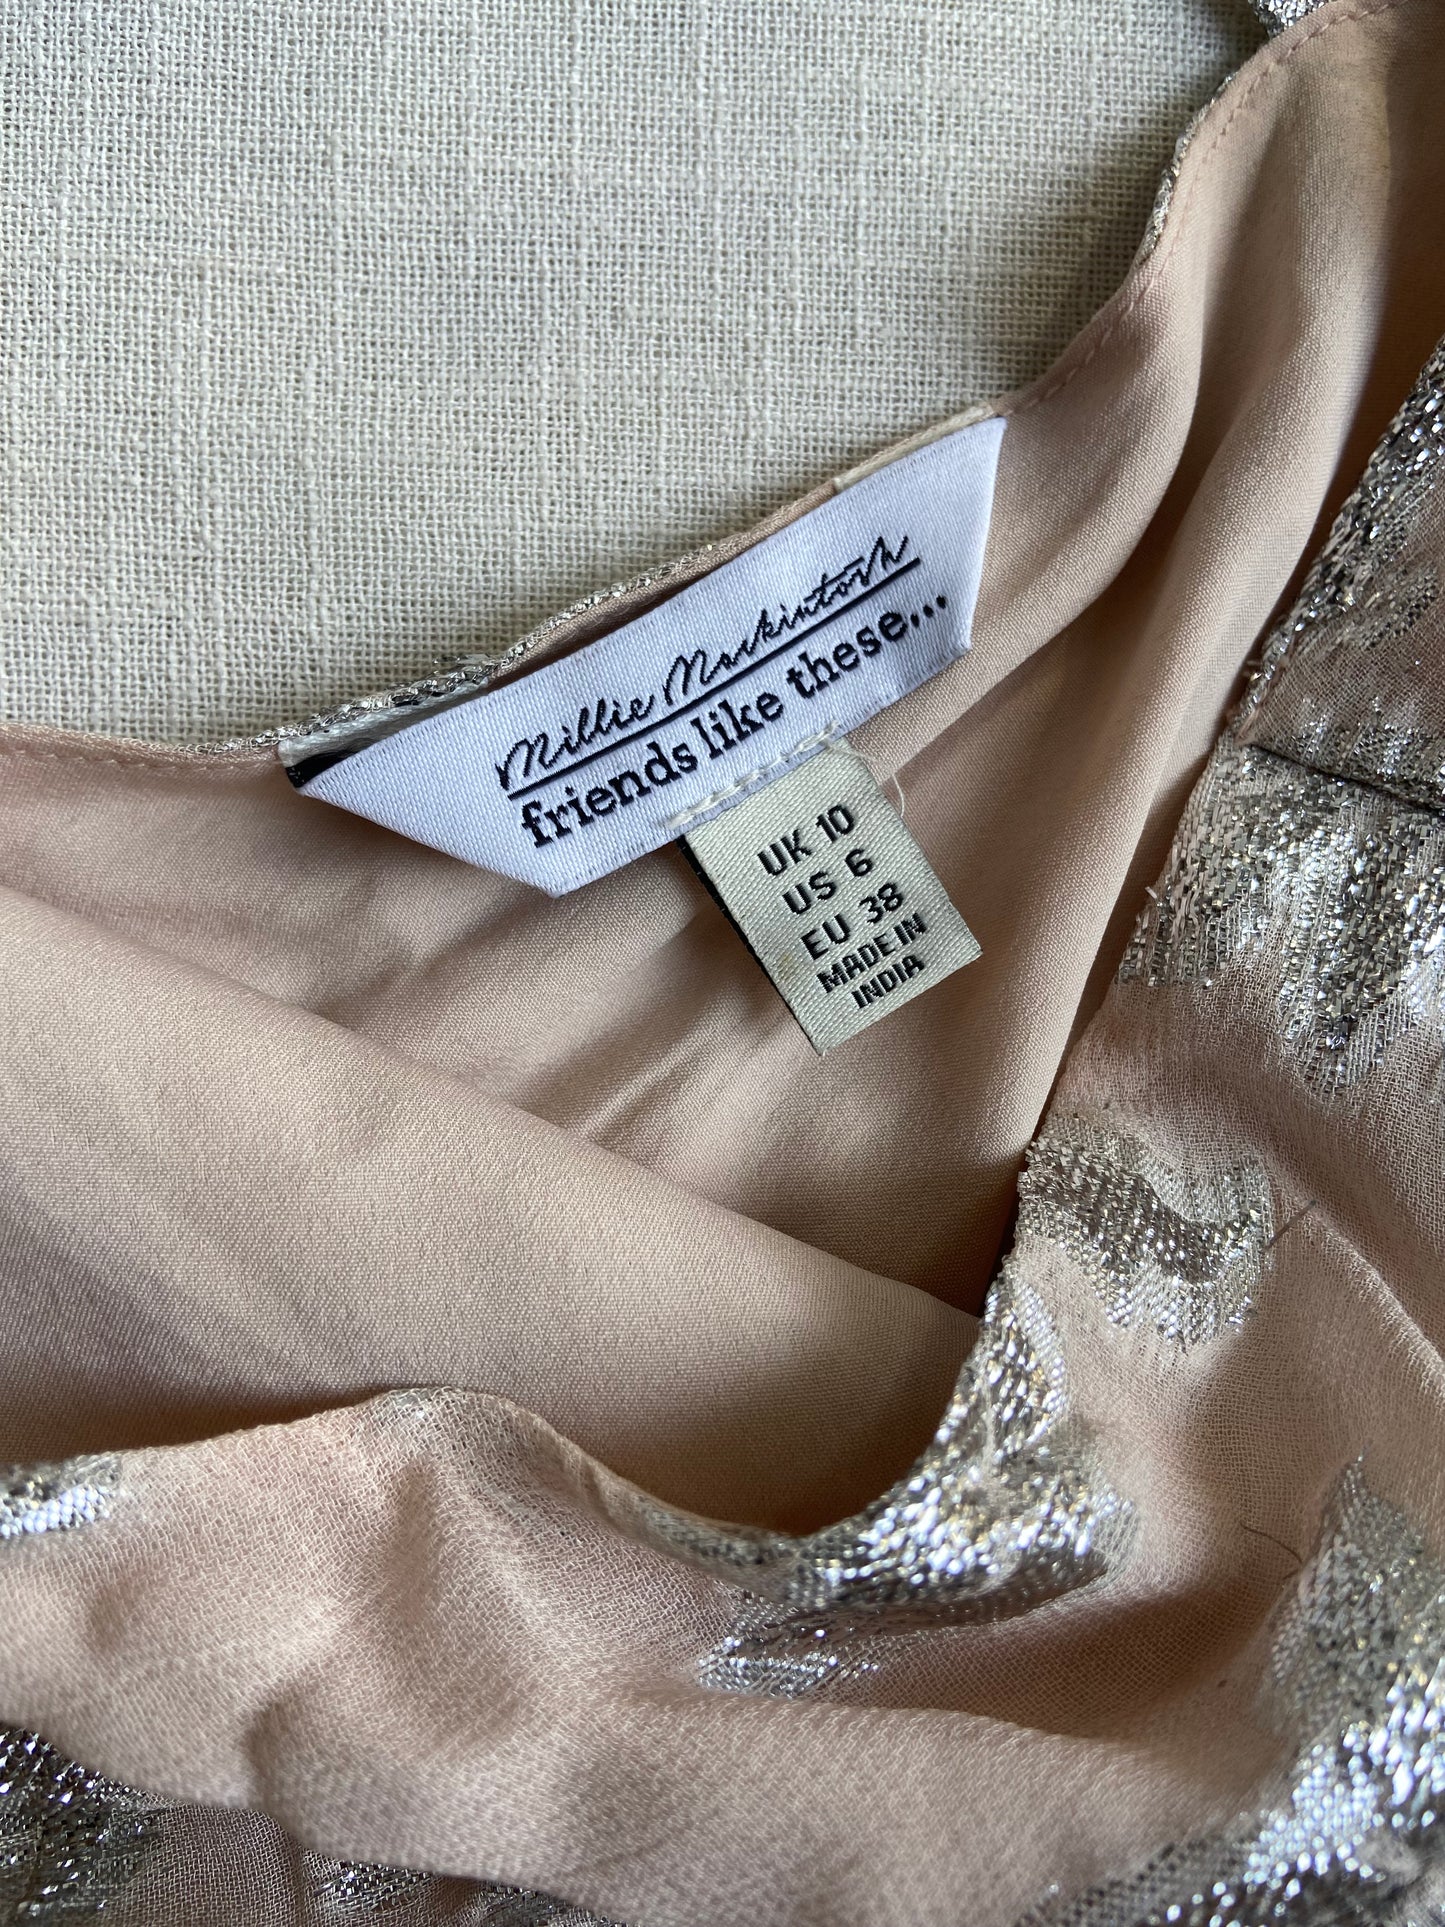 Millie Mackintosh
friends like these...
UK 10
US 6
EU 38
MADE IN
INDIA